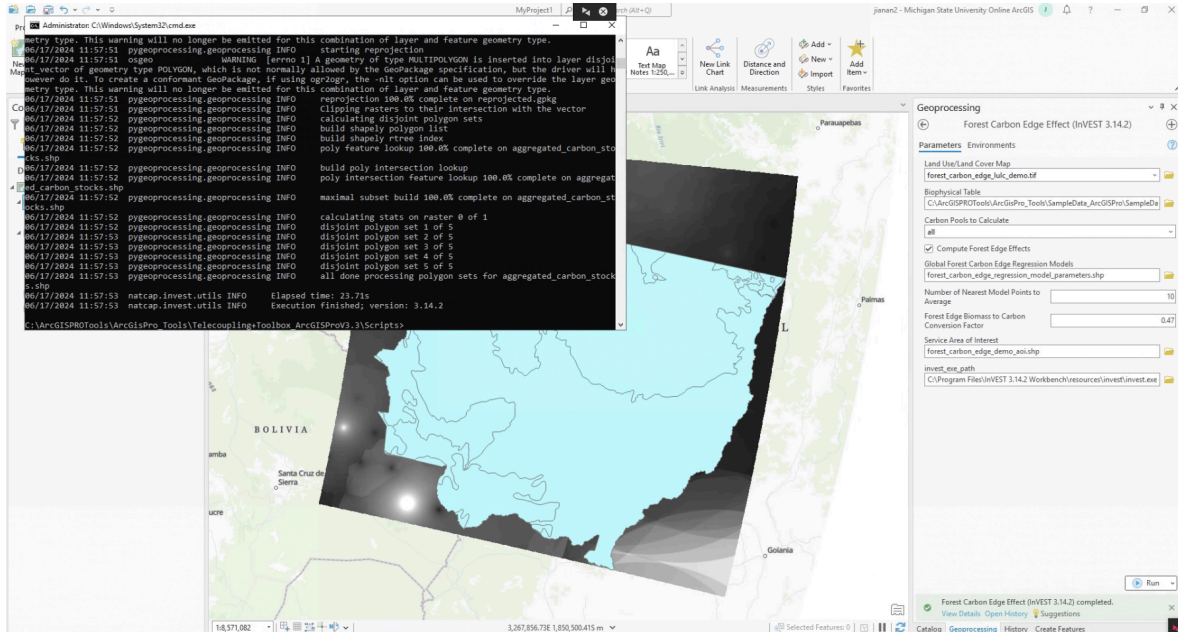 MyProject1
rch (Alt+Q)
jianan2 - Michigan State University Online ArcGIS
J
?
Administrator: C:\Windows\System32\cmd.exe
metry type. This warning will no longer be emitted for this combination of layer and feature geometry type.
06/17/2024 11:57:51 pygeoprocessing.geoprocessing INFO starting reprojection
06/17/2024 11:57:51 osgeo WARNING [errno 1] A geometry of type MULTIPOLYGON is inserted into layer disjoi
nt_vector of geometry type POLYGON, which is not normally allowed by the GeoPackage specification, but the driver will h
owever do it. To create a conformant GeoPackage, if using ogr2ogr, the -nlt option can be used to override the layer geo
metry type. This warning will no longer be emitted for this combination of layer and feature geometry type.
06/17/2024 11:57:51 pygeoprocessing.geoprocessing INFO reprojection 100.0% complete on reprojected.gpkg
06/17/2024 11:57:51 pygeoprocessing.geoprocessing INFO Clipping rasters to their intersection with the vector
06/17/2024 11:57:52 pygeoprocessing.geoprocessing INFO calculating disjoint polygon sets
06/17/2024 11:57:52 pygeoprocessing.geoprocessing INFO build shapely polygon list
06/17/2024 11:57:52 pygeoprocessing.geoprocessing INFO build shapely rtree index
06/17/2024 11:57:52 pygeoprocessing.geoprocessing INFO poly feature lookup 100.0% complete on aggregated_carbon_sto
cks.shp
06/17/2024 11:57:52 pygeoprocessing.geoprocessing INFO build poly intersection lookup
06/17/2024 11:57:52 pygeoprocessing.geoprocessing INFO poly intersection feature lookup 100.0% complete on aggregat
ed_carbon_stocks.shp
06/17/2024 11:57:52 pygeoprocessing.geoprocessing INFO maximal subset build 100.0% complete on aggregated_carbon_st
ocks.shp
06/17/2024 11:57:52 pygeoprocessing.geoprocessing INFO calculating stats on raster 0 of 1
06/17/2024 11:57:52 pygeoprocessing.geoprocessing INFO disjoint polygon set 1 of 5
06/17/2024 11:57:53 pygeoprocessing.geoprocessing INFO disjoint polygon set 2 of 5
06/17/2024 11:57:53 pygeoprocessing.geoprocessing INFO disjoint polygon set 3 of 5
06/17/2024 11:57:53 pygeoprocessing.geoprocessing INFO disjoint polygon set 4 of 5
06/17/2024 11:57:53 pygeoprocessing.geoprocessing INFO disjoint polygon set 5 of 5
06/17/2024 11:57:53 pygeoprocessing.geoprocessing INFO all done processing polygon sets for aggregated_carbon_stock
s.shp
06/17/2024 11:57:53 natcap.invest.utils INFO Elapsed time: 23.71s
06/17/2024 11:57:53 natcap.invest.utils INFO Execution finished; version: 3.14.2
C:\ArcGISPROTools\ArcGisPro_Tools\Telecoupling+Toolbox_ArcGISProV3.3\Scripts>
Aa
Text Map
Notes 1:250,...
New Link
Chart
Link Analysis
Distance and
Direction
Measurements
Add
New
Import
Styles
Add
Item
Favorites
Parauapebas
Palmas
L
BOLIVIA
amba
Santa Cruz de
Sierra
ucre
Goiania
Geoprocessing
Forest Carbon Edge Effect (InVEST 3.14.2)
Parameters Environments
Land Use/Land Cover Map
forest_carbon_edge_lulc_demo.tif
Biophysical Table
C:\ArcGISPROTools\ArcGisPro_Tools\SampleData_ArcGISPro\SampleDa
Carbon Pools to Calculate
all
Compute Forest Edge Effects
Global Forest Carbon Edge Regression Models
forest_carbon_edge_regression_model_parameters.shp
Number of Nearest Model Points to
Average
10
Forest Edge Biomass to Carbon
Conversion Factor
0.47
Service Area of Interest
forest_carbon_edge_demo_aoi.shp
invest_exe_path
C:\Program Files\InVEST 3.14.2 Workbench\resources\invest\invest.exe
Run
Forest Carbon Edge Effect (InVEST 3.14.2) completed.
View Details Open History Suggestions
1:8,571,082
3,267,856.73E 1,850,500.41S m
Selected Features: 0
Catalog Geoprocessing History Create Features